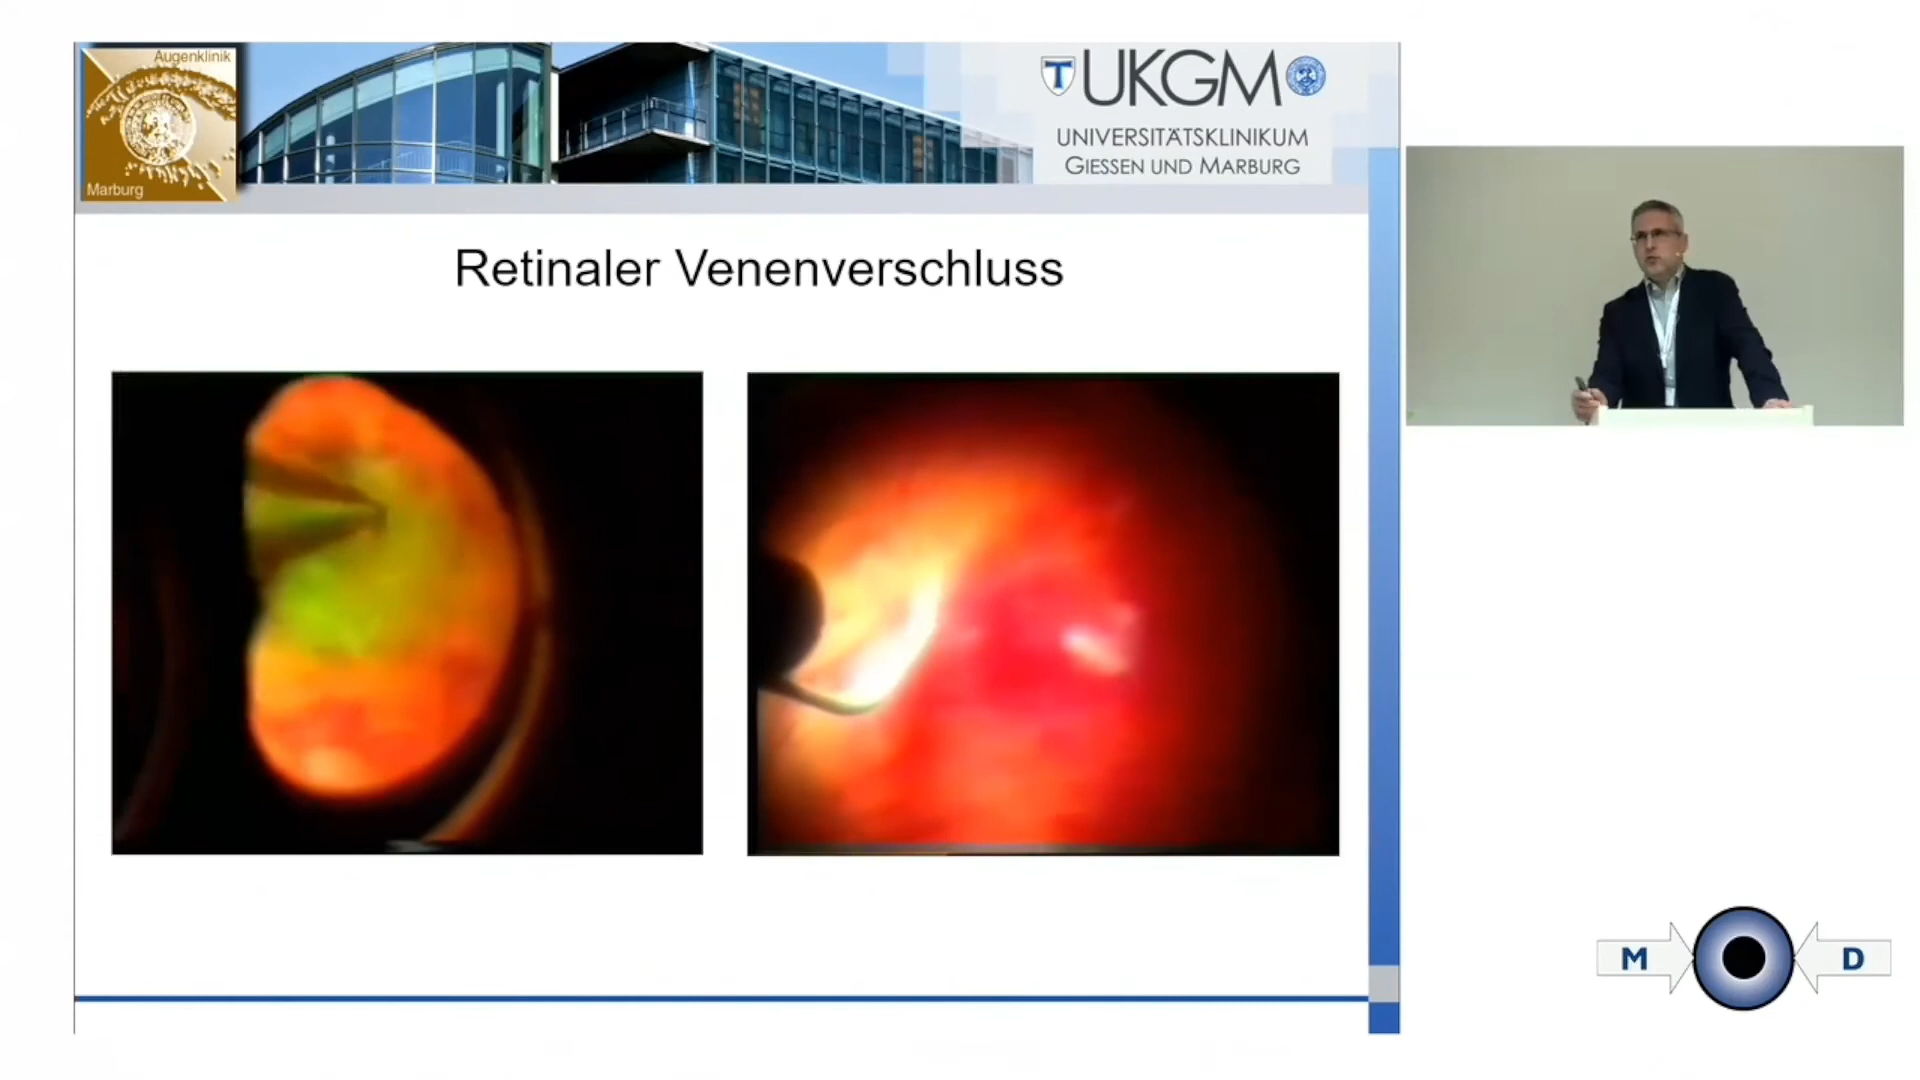 Augenklinik
Marburg
UKGM
UNIVERSITÄTSKLINIKUM
GIESSEN UND MARBURG
Retinaler Venenverschluss
M
D